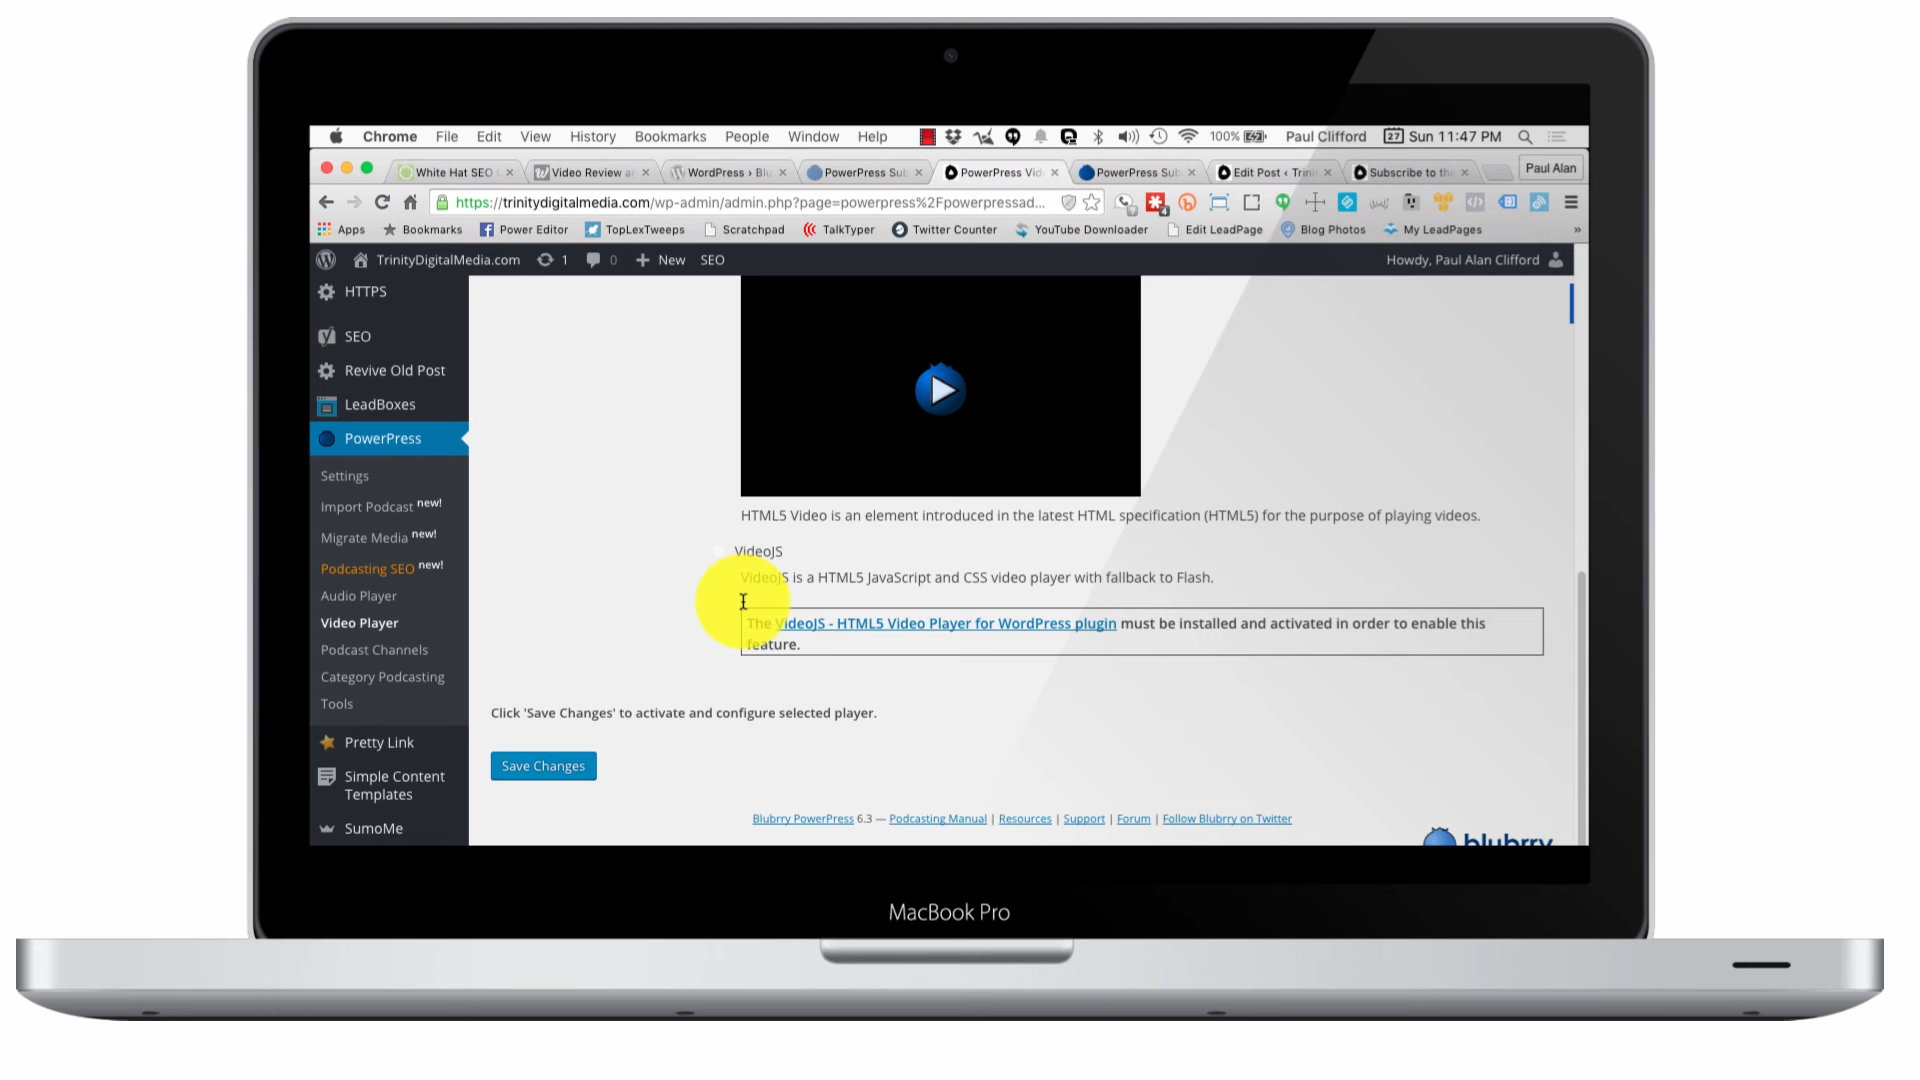 Chrome File Edit View History Bookmarks People Window Help 100% Paul Clifford 27 Sun 11:47 PM
White Hat SEO Video Review WordPress › Blu PowerPress Sub PowerPress Vid PowerPress Sub Edit Post ‹ Trini Subscribe to the Paul Alan
https://trinitydigitalmedia.com/wp-admin/admin.php?page=powerpress%2Fpowerpressad...
Apps Bookmarks Power Editor TopLexTweeps Scratchpad TalkTyper Twitter Counter YouTube Downloader Edit LeadPage Blog Photos My LeadPages »
TrinityDigitalMedia.com 1 0 New SEO Howdy, Paul Alan Clifford
HTTPS
SEO
Revive Old Post
LeadBoxes
PowerPress
Settings
Import Podcast new!
Migrate Media new!
Podcasting SEO new!
Audio Player
Video Player
Podcast Channels
Category Podcasting
Tools
Pretty Link
Simple Content
Templates
SumoMe
HTML5 Video is an element introduced in the latest HTML specification (HTML5) for the purpose of playing videos.
VideoJS
VideoJS is a HTML5 JavaScript and CSS video player with fallback to Flash.
The VideoJS - HTML5 Video Player for WordPress plugin must be installed and activated in order to enable this
feature.
Click 'Save Changes' to activate and configure selected player.
Save Changes
Blubrry PowerPress 6.3 — Podcasting Manual | Resources | Support | Forum | Follow Blubrry on Twitter
blubrry
MacBook Pro